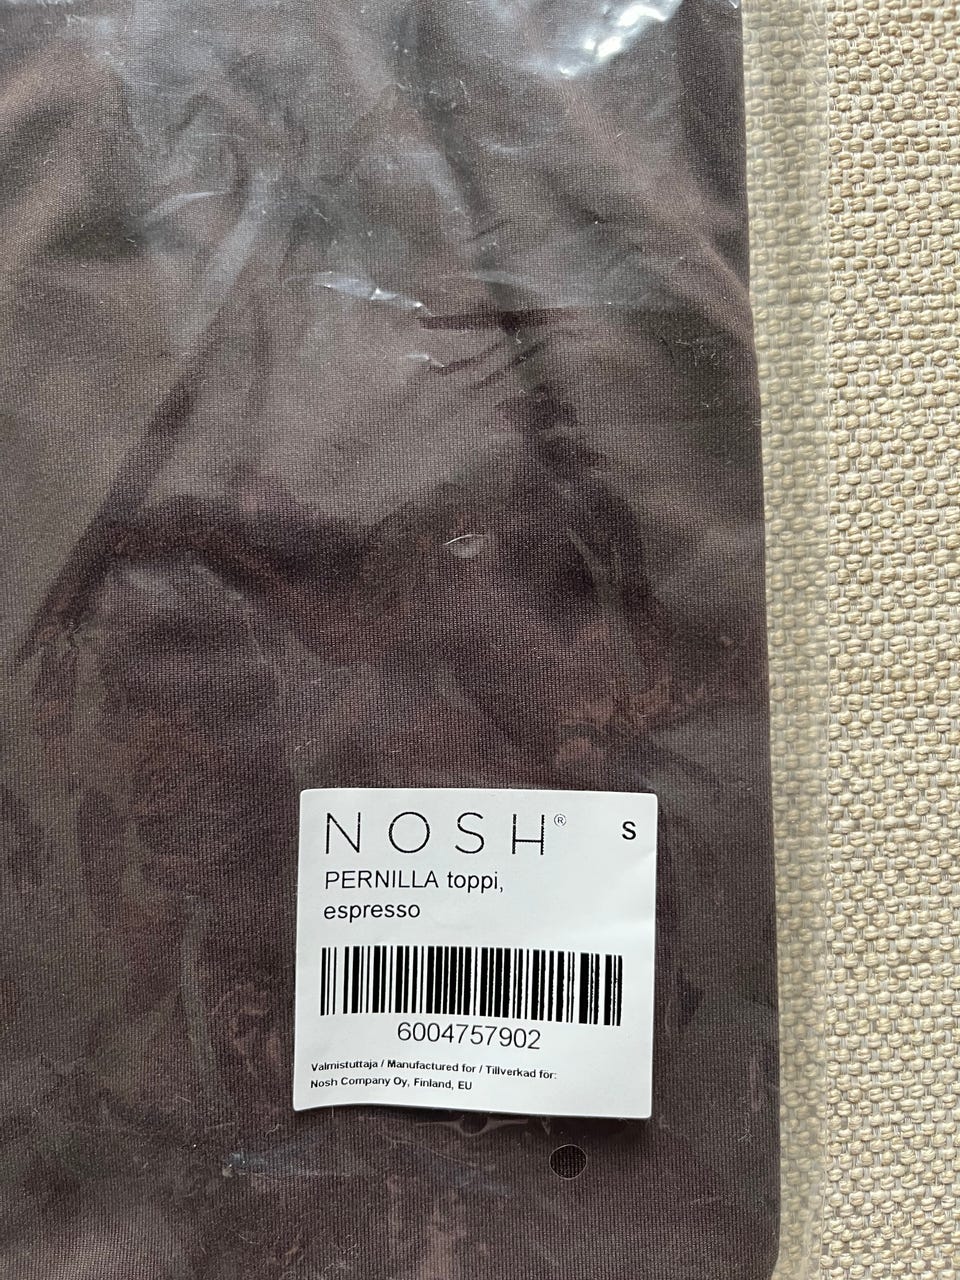 NOSH® S
PERNILLA toppi,
espresso
6004757902
Valmistuttaja / Manufactured for / Tillverkad för:
Nosh Company Oy, Finland, EU